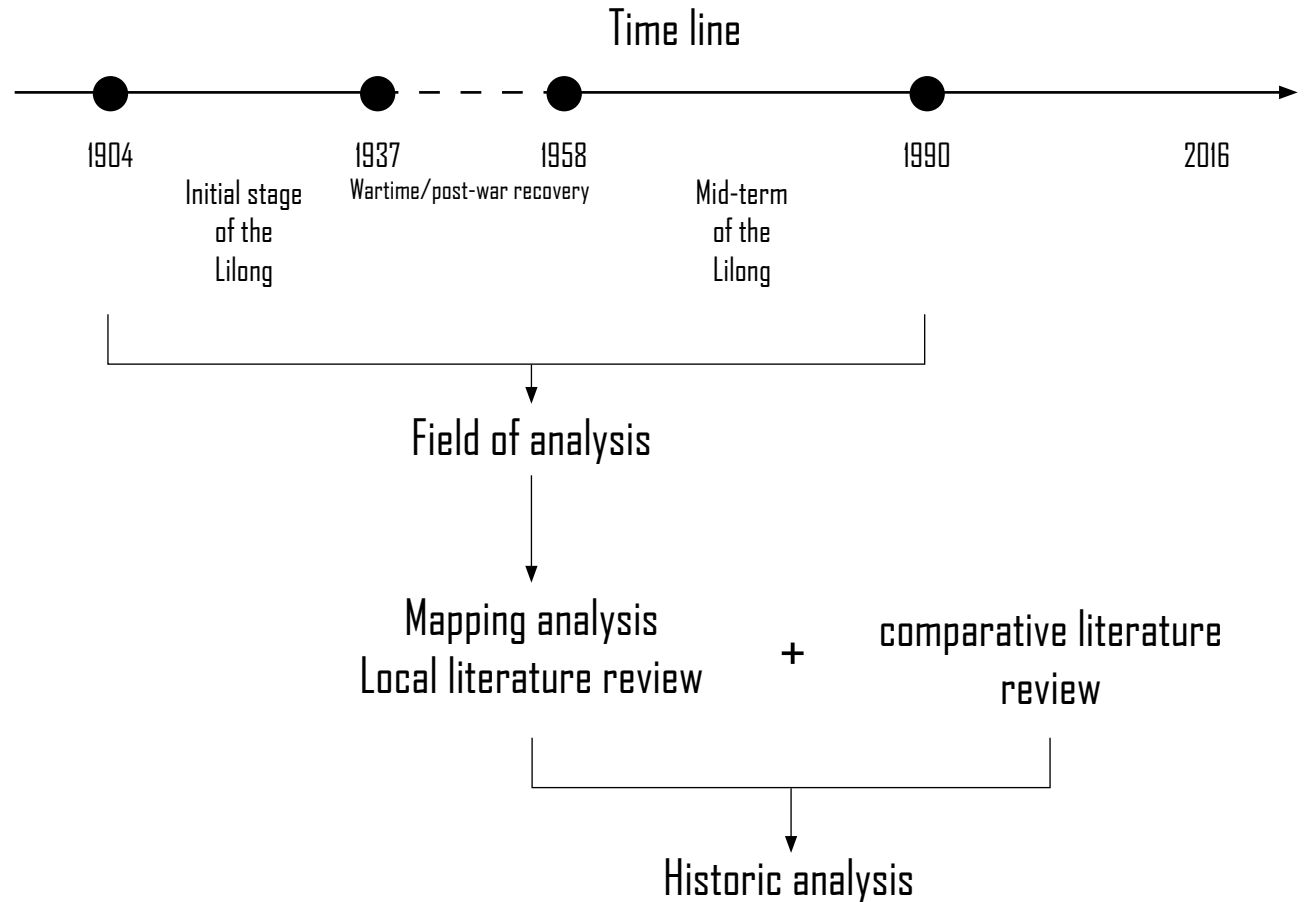 Time line
1904
1937
1958
1990
2016
Initial stage
of the
Lilong
Wartime/post-war recovery
Mid-term
of the
Lilong
Field of analysis
Mapping analysis
Local literature review
+
comparative literature
review
Historic analysis